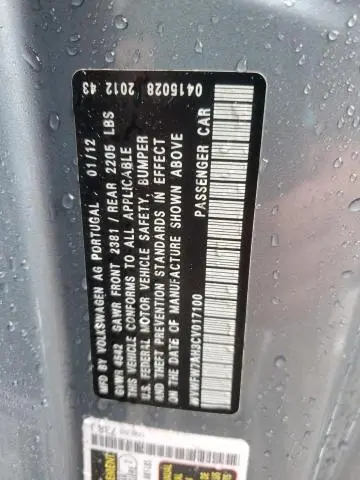 0415028 2012 43
MFD BY VOLKSWAGEN AG PORTUGAL 01/12
GVWR 4542 GAWR FRONT 2381 / REAR 2205 LBS
THIS VEHICLE CONFORMS TO ALL APPLICABLE
U.S. FEDERAL MOTOR VEHICLE SAFETY, BUMPER
AND THEFT PREVENTION STANDARDS IN EFFECT
ON THE DATE OF MANUFACTURE SHOWN ABOVE
PASSENGER CAR